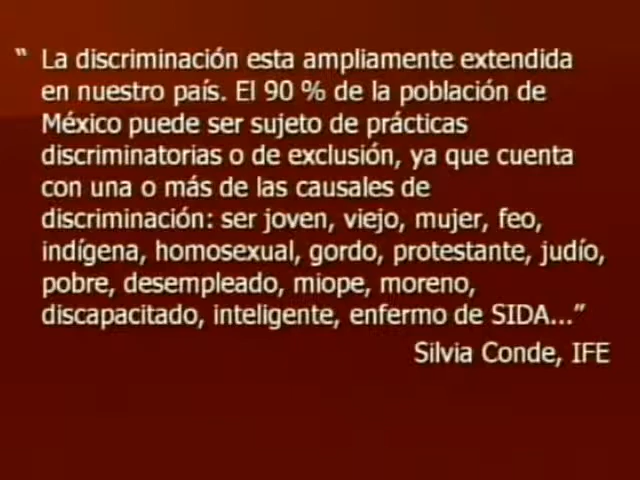 “ La discriminación esta ampliamente extendida
en nuestro país. El 90 % de la población de
México puede ser sujeto de prácticas
discriminatorias o de exclusión, ya que cuenta
con una o más de las causales de
discriminación: ser joven, viejo, mujer, feo,
indígena, homosexual, gordo, protestante, judío,
pobre, desempleado, miope, moreno,
discapacitado, inteligente, enfermo de SIDA...”
Silvia Conde, IFE